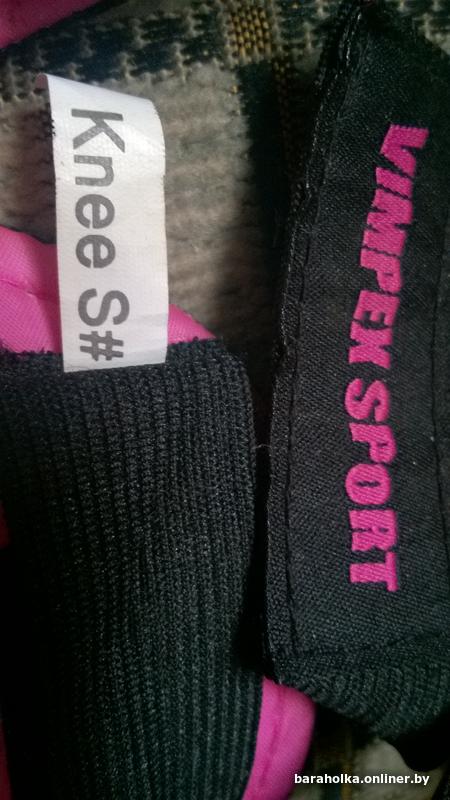 Knee S#
VIMPEX SPORT
baraholka.onliner.by